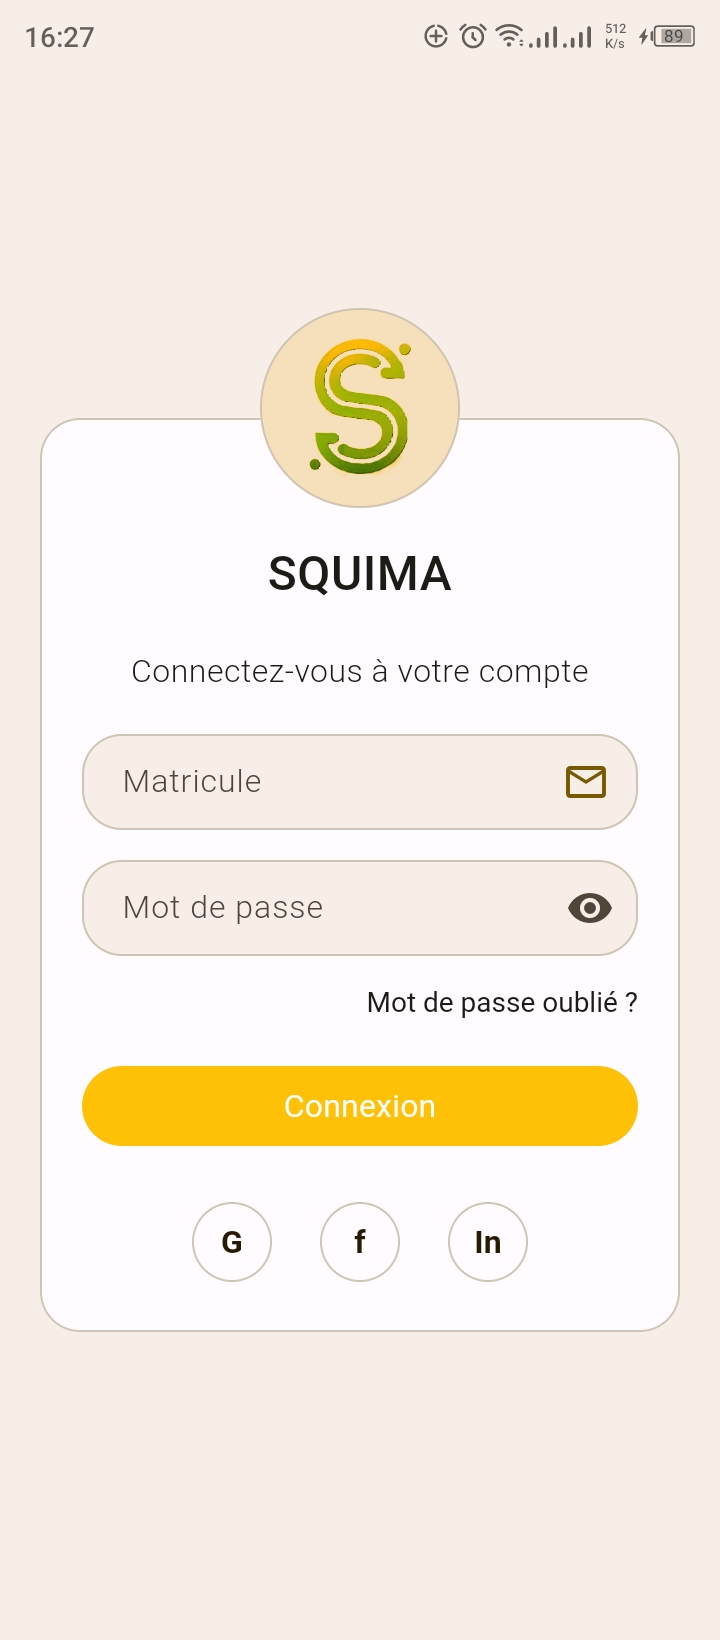 16:27
512
K/s
89
S
SQUIMA
Connectez-vous à votre compte
Matricule
Mot de passe
Mot de passe oublié ?
Connexion
G
f
In